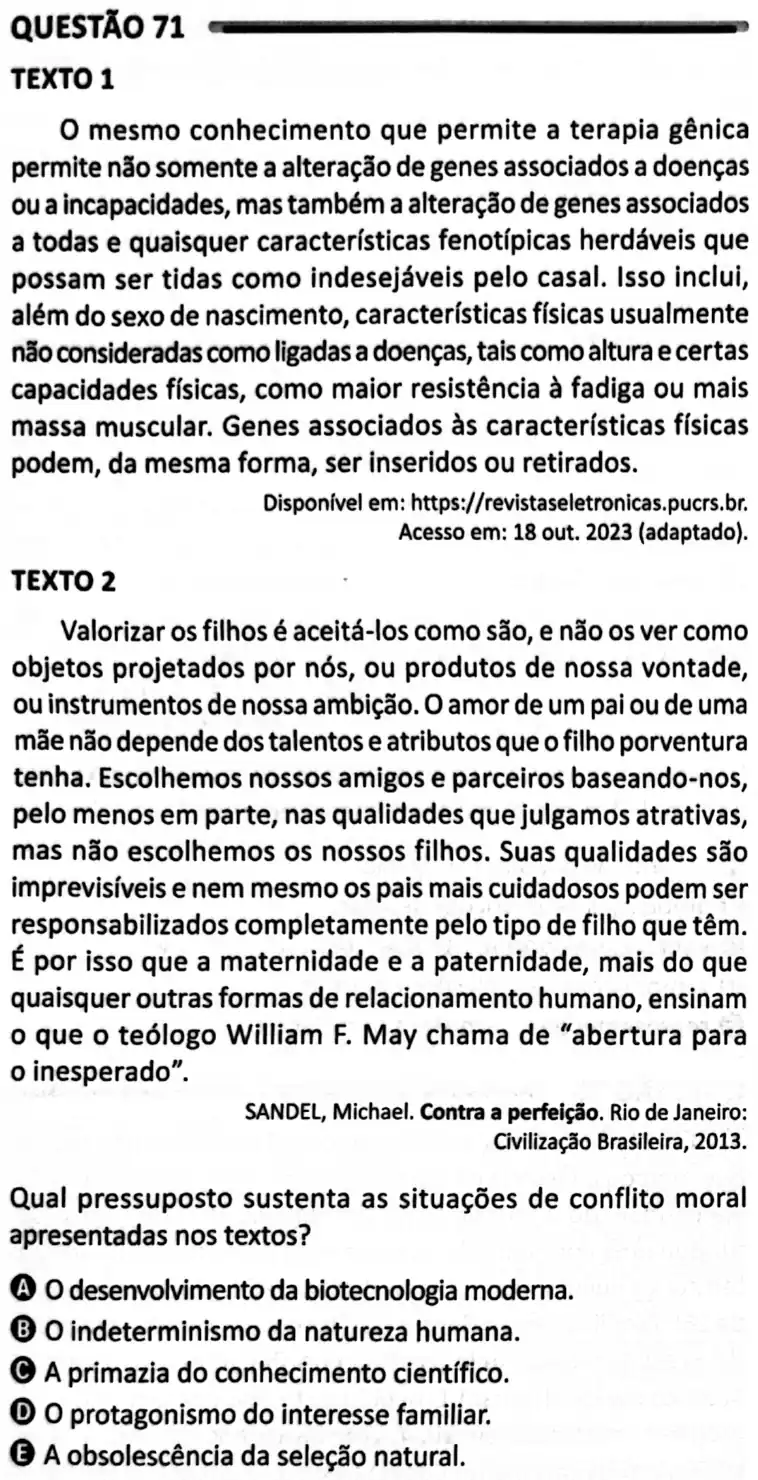 QUESTÃO 71
TEXTO 1
O mesmo conhecimento que permite a terapia gênica
permite não somente a alteração de genes associados a doenças
ou a incapacidades, mas também a alteração de genes associados
a todas e quaisquer características fenotípicas herdáveis que
possam ser tidas como indesejáveis pelo casal. Isso inclui,
além do sexo de nascimento, características físicas usualmente
não consideradas como ligadas a doenças, tais como altura e certas
capacidades físicas, como maior resistência à fadiga ou mais
massa muscular. Genes associados às características físicas
podem, da mesma forma, ser inseridos ou retirados.
Disponível em: https://revistaseletronicas.pucrs.br.
Acesso em: 18 out. 2023 (adaptado).
TEXTO 2
Valorizar os filhos é aceitá-los como são, e não os ver como
objetos projetados por nós, ou produtos de nossa vontade,
ou instrumentos de nossa ambição. O amor de um pai ou de uma
mãe não depende dos talentos e atributos que o filho porventura
tenha. Escolhemos nossos amigos e parceiros baseando-nos,
pelo menos em parte, nas qualidades que julgamos atrativas,
mas não escolhemos os nossos filhos. Suas qualidades são
imprevisíveis e nem mesmo os pais mais cuidadosos podem ser
responsabilizados completamente pelo tipo de filho que têm.
É por isso que a maternidade e a paternidade, mais do que
quaisquer outras formas de relacionamento humano, ensinam
o que o teólogo William F. May chama de "abertura para
o inesperado".
SANDEL, Michael. Contra a perfeição. Rio de Janeiro:
Civilização Brasileira, 2013.
Qual pressuposto sustenta as situações de conflito moral
apresentadas nos textos?
A O desenvolvimento da biotecnologia moderna.
B O indeterminismo da natureza humana.
C A primazia do conhecimento científico.
D O protagonismo do interesse familiar.
E A obsolescência da seleção natural.